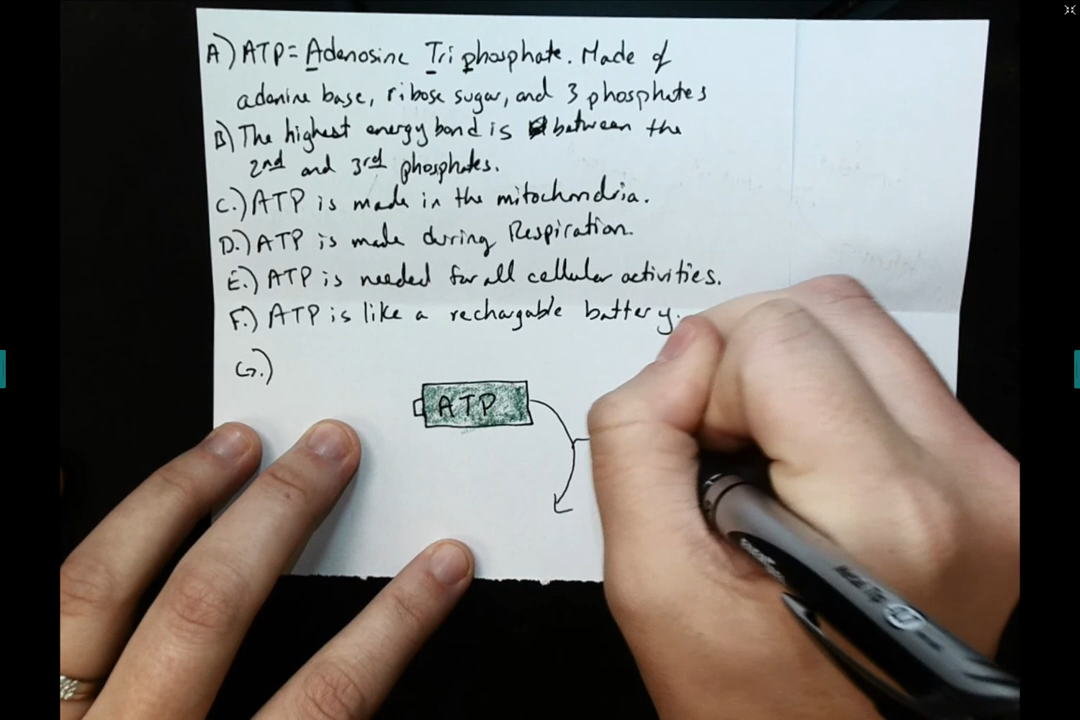 A) ATP = Adenosine Triphosphate. Made of
adenine base, ribose sugar, and 3 phosphates
B) The highest energy bond is between the
2nd and 3rd phosphates.
C.) ATP is made in the mitochondria.
D.) ATP is made during Respiration.
E.) ATP is needed for all cellular activities.
F.) ATP is like a rechargable battery.
G.)
ATP